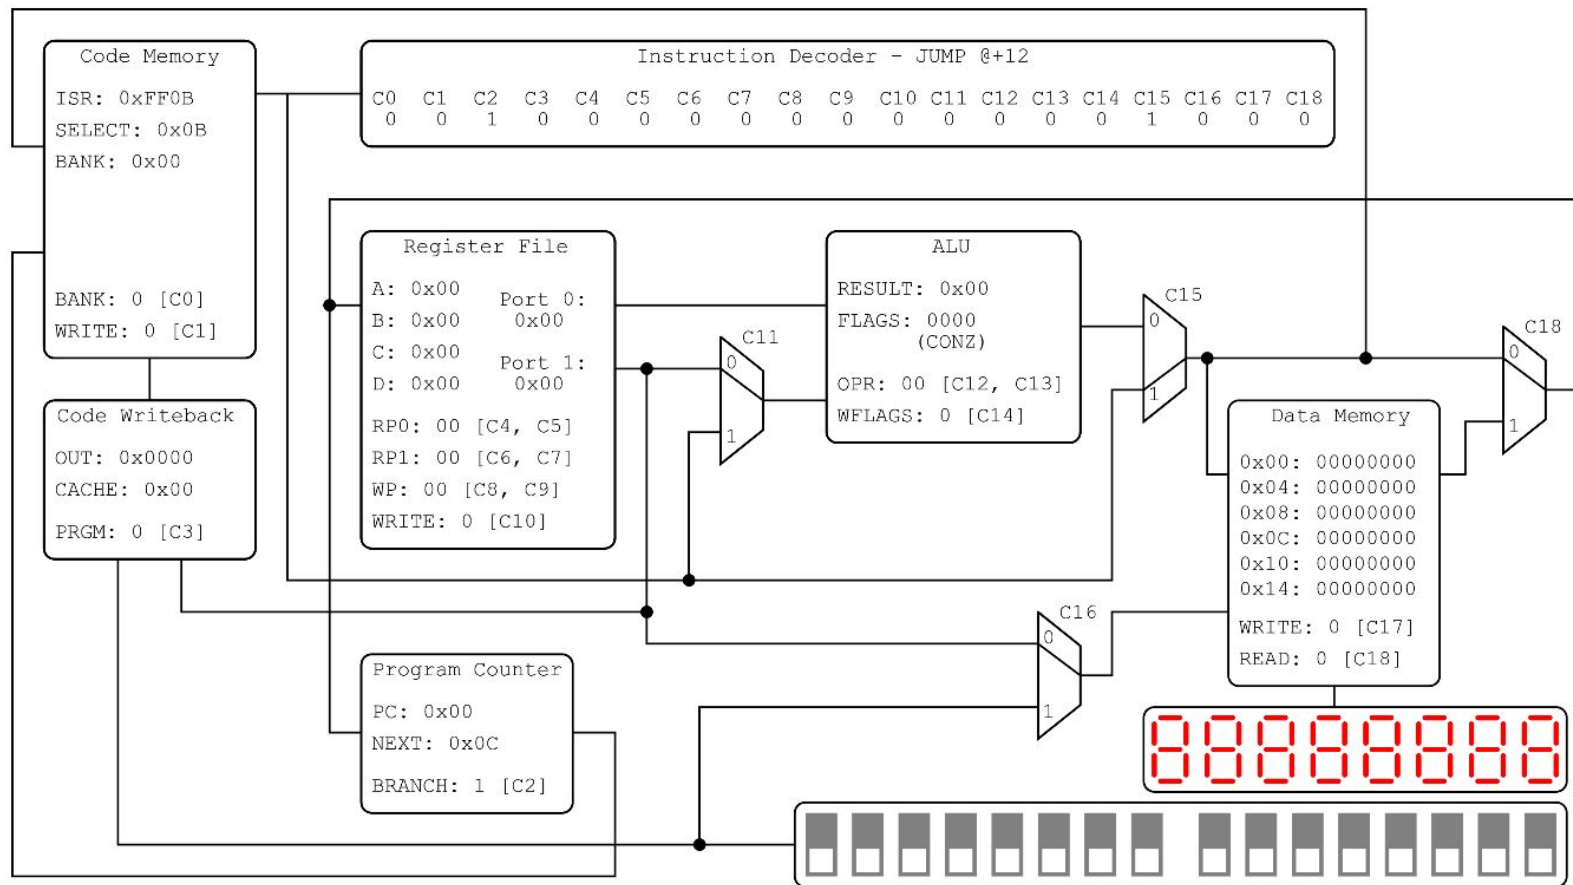 Code Memory
ISR: 0xFF0B
SELECT: 0x0B
BANK: 0x00
BANK: 0 [C0]
WRITE: 0 [C1]
Instruction Decoder - JUMP @+12
C0 C1 C2 C3 C4 C5 C6 C7 C8 C9 C10 C11 C12 C13 C14 C15 C16 C17 C18
0 0 1 0 0 0 0 0 0 0 0 0 0 0 0 1 0 0 0
Code Writeback
OUT: 0x0000
CACHE: 0x00
PRGM: 0 [C3]
Register File
A: 0x00
B: 0x00
C: 0x00
D: 0x00
Port 0:
0x00
Port 1:
0x00
RP0: 00 [C4, C5]
RP1: 00 [C6, C7]
WP: 00 [C8, C9]
WRITE: 0 [C10]
C11
0
1
ALU
RESULT: 0x00
FLAGS: 0000
(CONZ)
OPR: 00 [C12, C13]
WFLAGS: 0 [C14]
C15
0
1
C18
0
1
Data Memory
0x00: 00000000
0x04: 00000000
0x08: 00000000
0x0C: 00000000
0x10: 00000000
0x14: 00000000
WRITE: 0 [C17]
READ: 0 [C18]
C16
0
1
Program Counter
PC: 0x00
NEXT: 0x0C
BRANCH: 1 [C2]